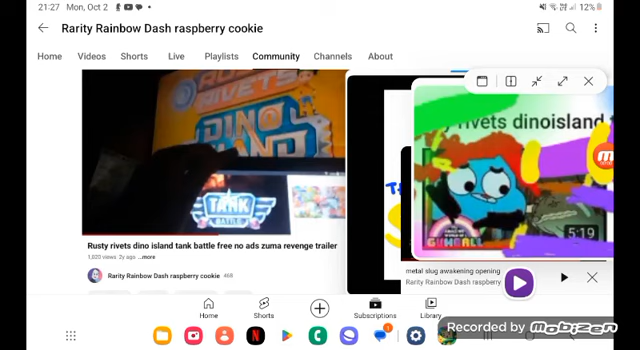 21:27 Mon, Oct 2
12%
Rarity Rainbow Dash raspberry cookie
Home Videos Shorts Live Playlists Community Channels About
RIVETS
DINO
ISLAND
TANK
BATTLE
rivets dinoisland
GUMBALL
5:19
Rusty rivets dino island tank battle free no ads zuma revenge trailer
1,820 views 2y ago ...more
Rarity Rainbow Dash raspberry cookie 468
metal slug awakening opening
Rarity Rainbow Dash raspberry
Home Shorts Subscriptions Library
Recorded by Mobizen